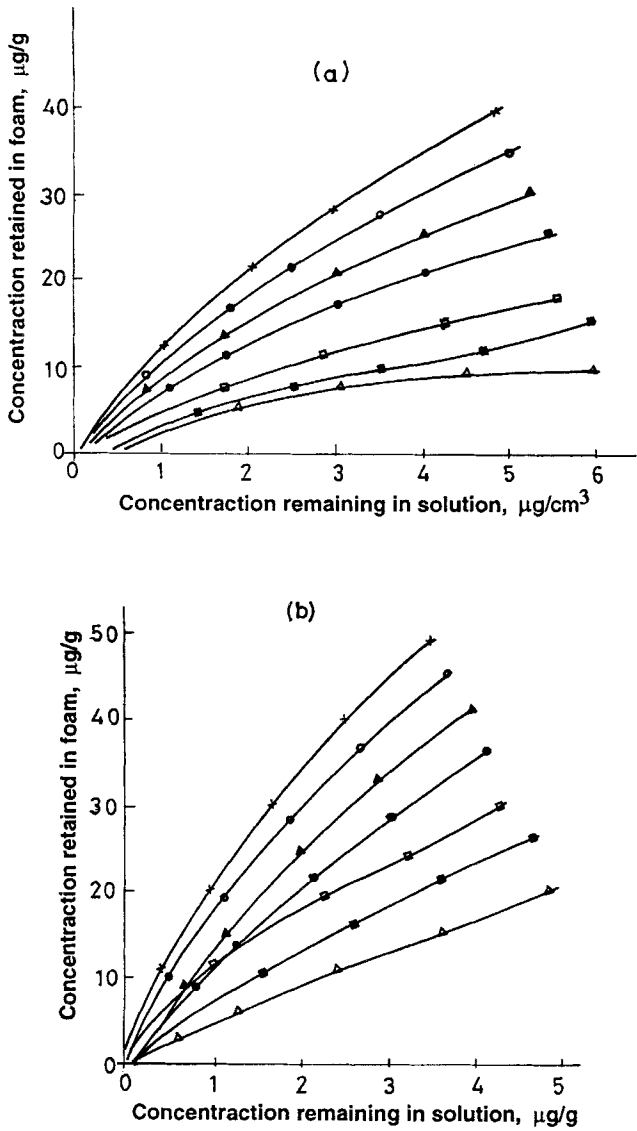 (a)
Concentraction retained in foam, µg/g
40
30
20
10
0
0 1 2 3 4 5 6
Concentraction remaining in solution, µg/cm³
(b)
Concentraction retained in foam, µg/g
50
40
30
20
10
0
0 1 2 3 4 5
Concentraction remaining in solution, µg/g